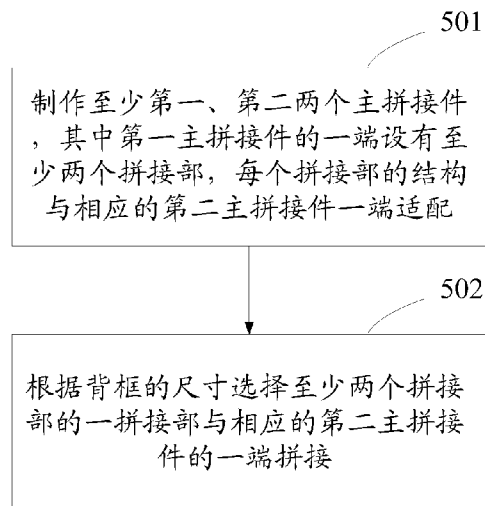 501
制作至少第一、第二两个主拼接件
，其中第一主拼接件的一端设有至
少两个拼接部，每个拼接部的结构
与相应的第二主拼接件一端适配
502
根据背框的尺寸选择至少两个拼接
部的一拼接部与相应的第二主拼接
件的一端拼接